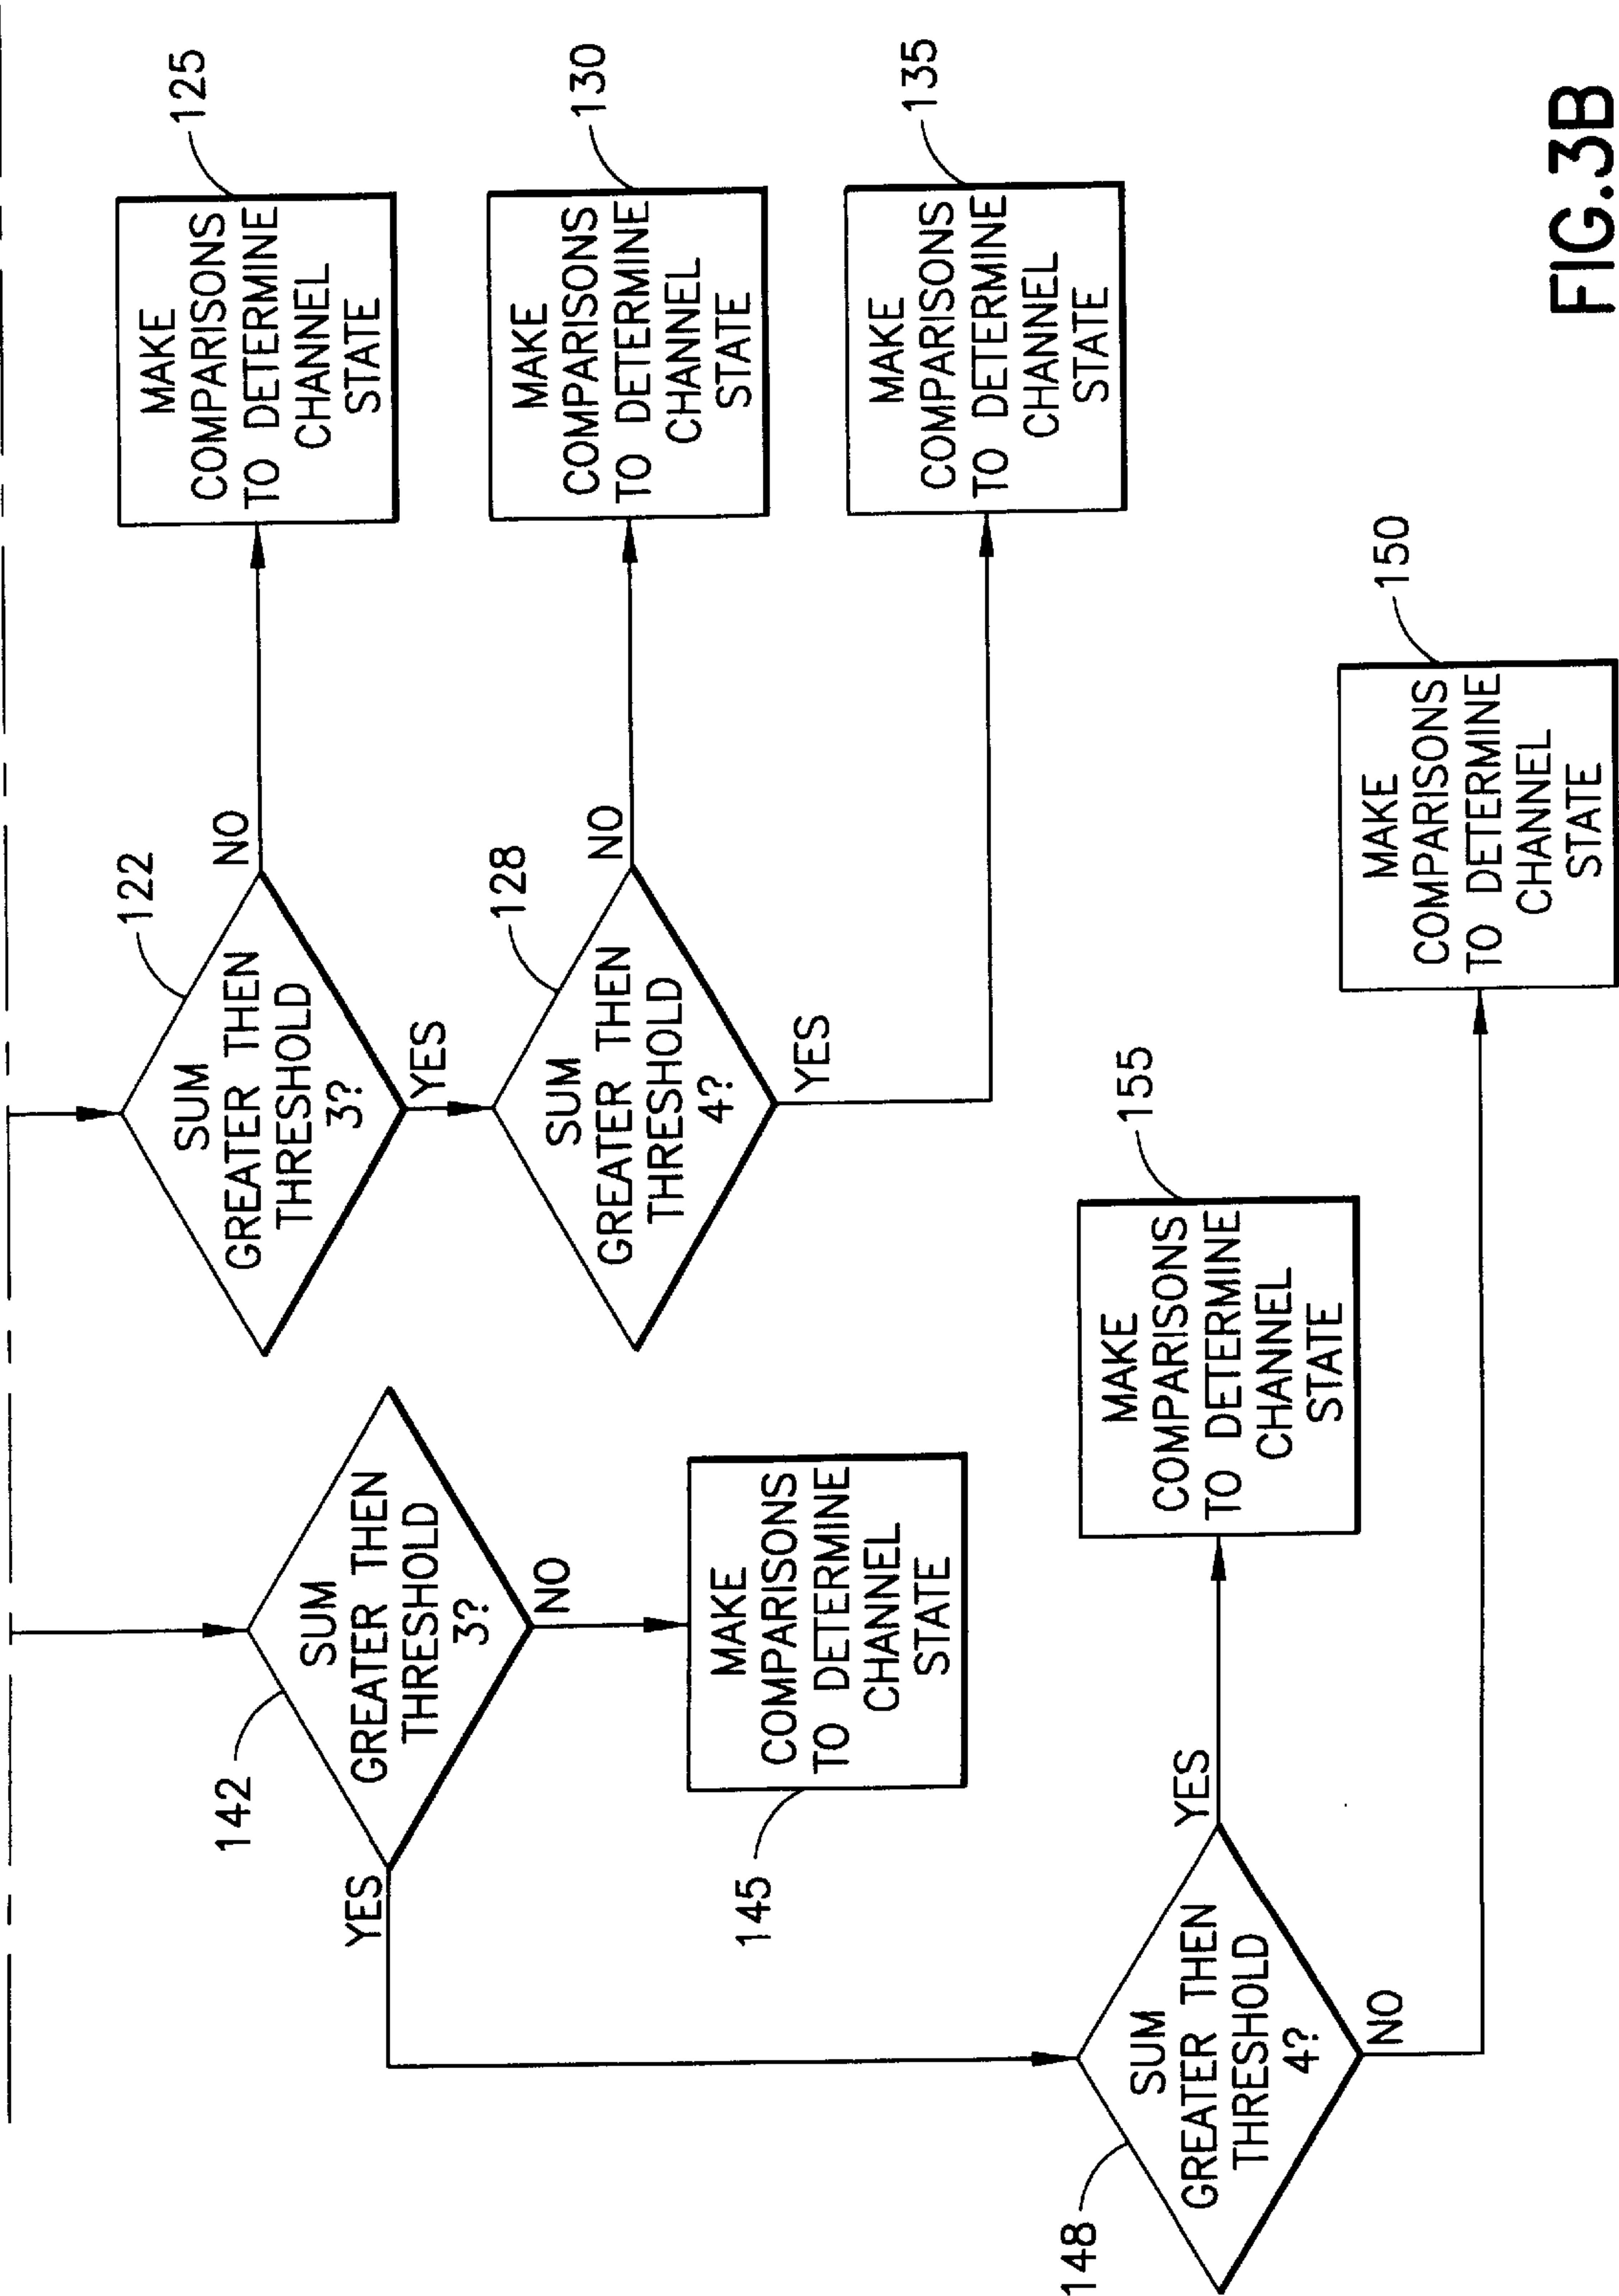 142
SUM
GREATER THEN
THRESHOLD
3?
YES
NO
122
SUM
GREATER THEN
THRESHOLD
3?
NO
YES
125
MAKE
COMPARISONS
TO DETERMINE
CHANNEL
STATE
128
SUM
GREATER THEN
THRESHOLD
4?
NO
YES
130
MAKE
COMPARISONS
TO DETERMINE
CHANNEL
STATE
145
MAKE
COMPARISONS
TO DETERMINE
CHANNEL
STATE
135
MAKE
COMPARISONS
TO DETERMINE
CHANNEL
STATE
148
SUM
GREATER THEN
THRESHOLD
4?
YES
NO
155
MAKE
COMPARISONS
TO DETERMINE
CHANNEL
STATE
150
MAKE
COMPARISONS
TO DETERMINE
CHANNEL
STATE
FIG.3B